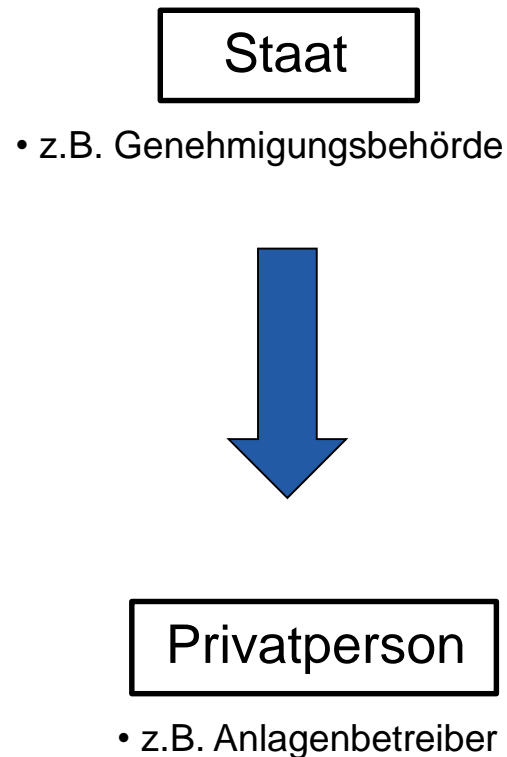 Staat
• z.B. Genehmigungsbehörde
Privatperson
• z.B. Anlagenbetreiber